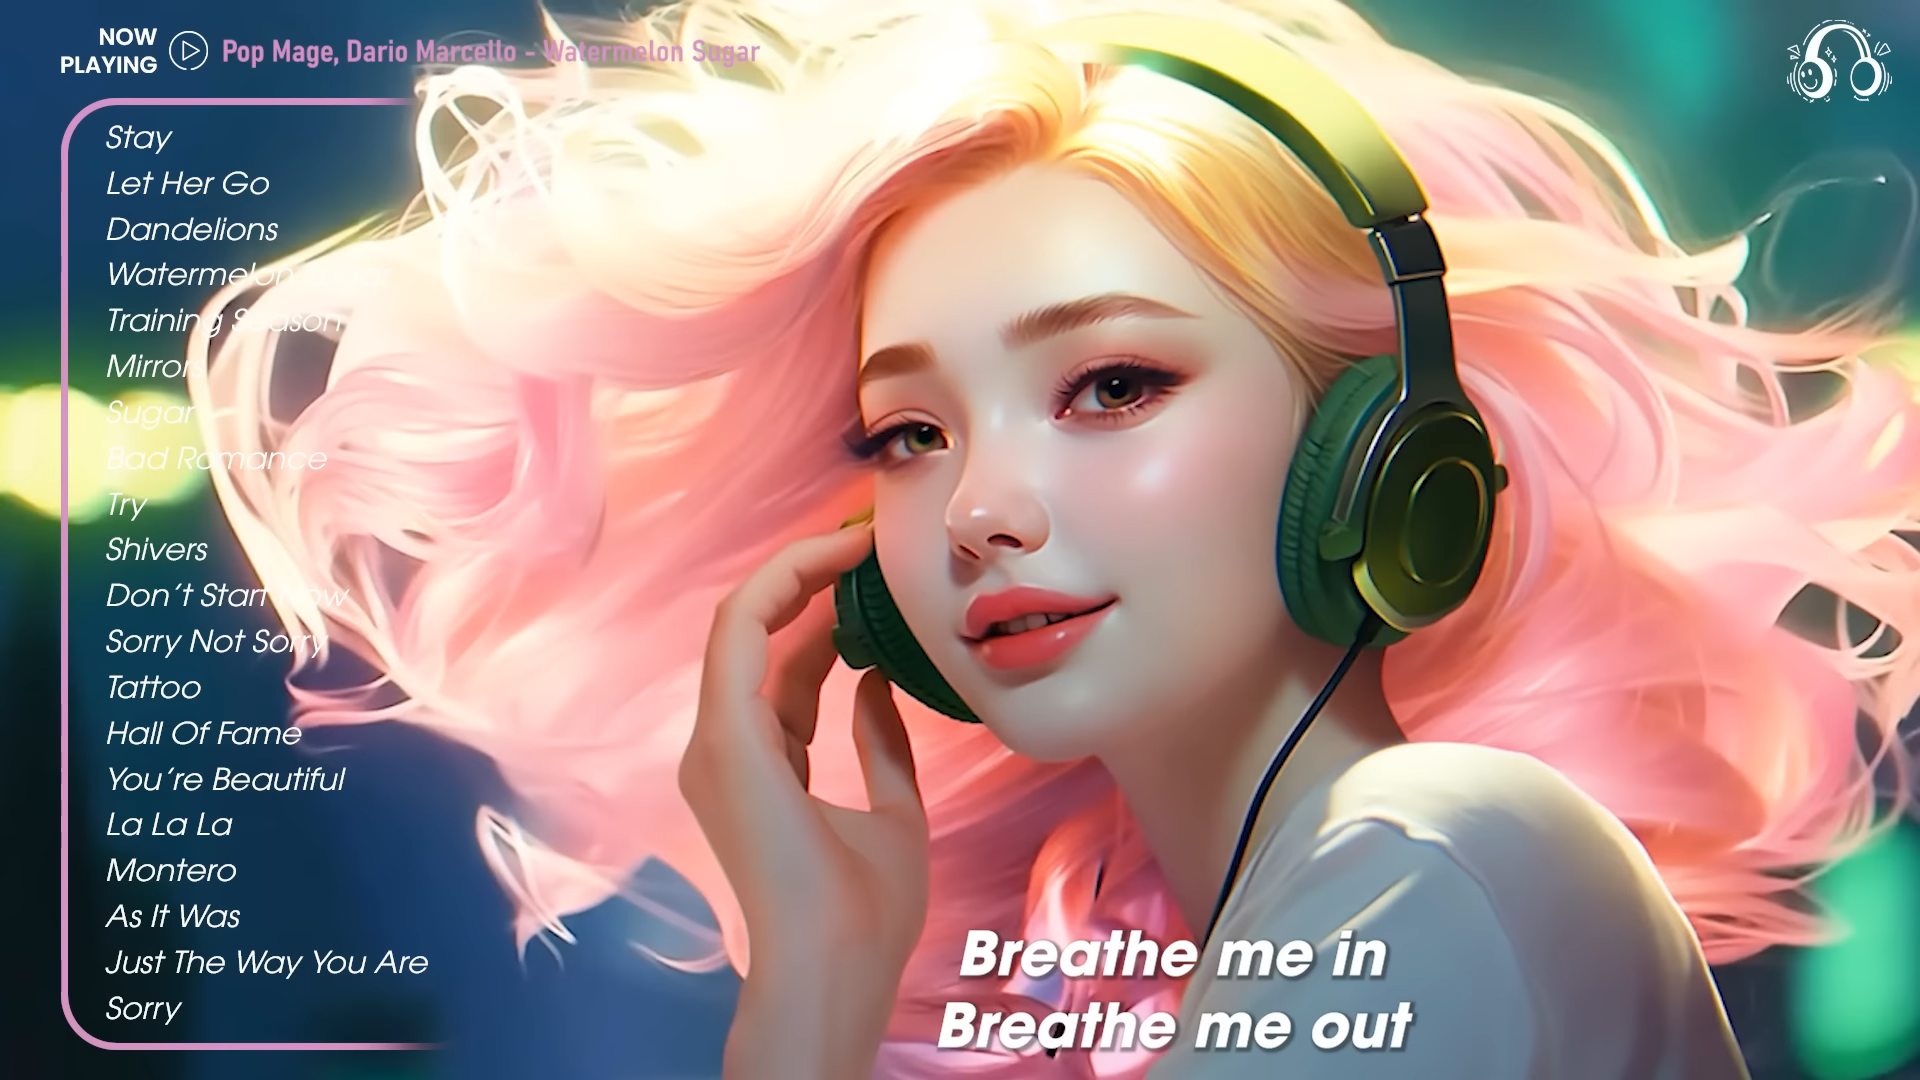 NOW
PLAYING
Pop Mage, Dario Marcello - Watermelon Sugar
Stay
Let Her Go
Dandelions
Watermelon Sugar
Training Season
Mirrors
Sugar
Bad Romance
Try
Shivers
Don't Start Now
Sorry Not Sorry
Tattoo
Hall Of Fame
You're Beautiful
La La La
Montero
As It Was
Just The Way You Are
Sorry
Breathe me in
Breathe me out